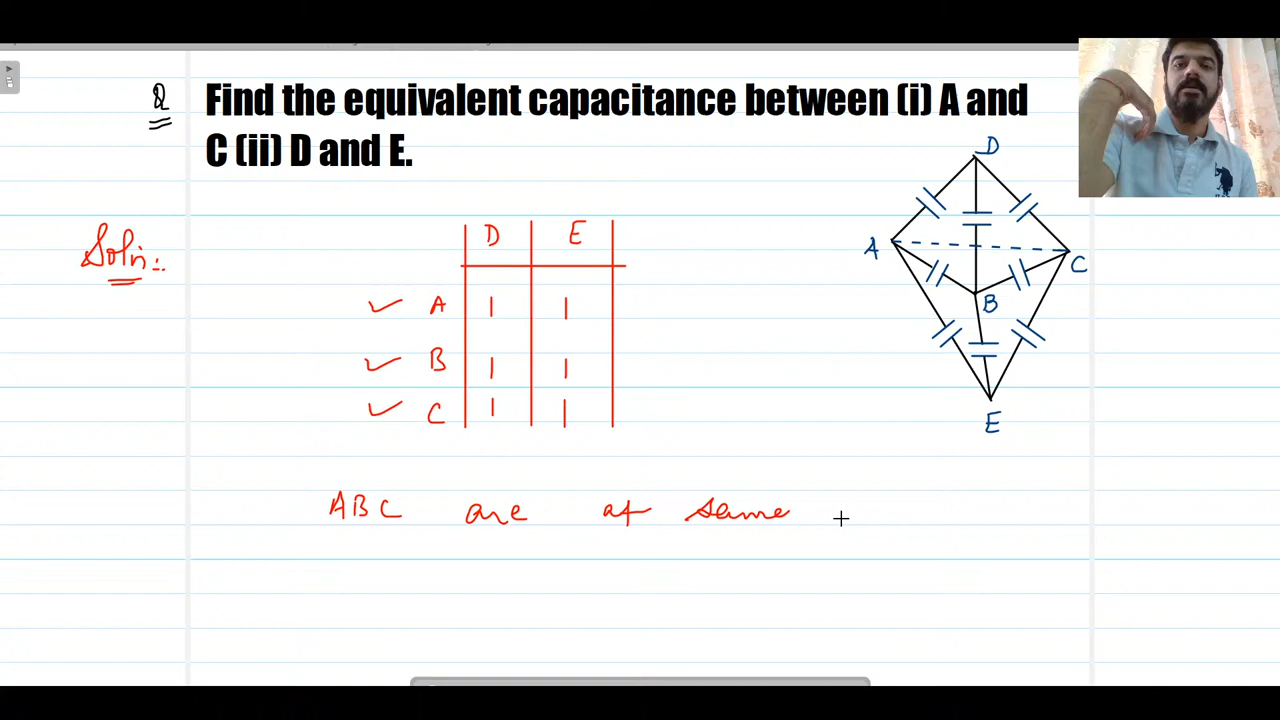 Q Find the equivalent capacitance between (i) A and
C (ii) D and E.
D
A
C
B
E
Soln:-
D E
A 1 1
B 1 1
C 1 1
ABC are at same